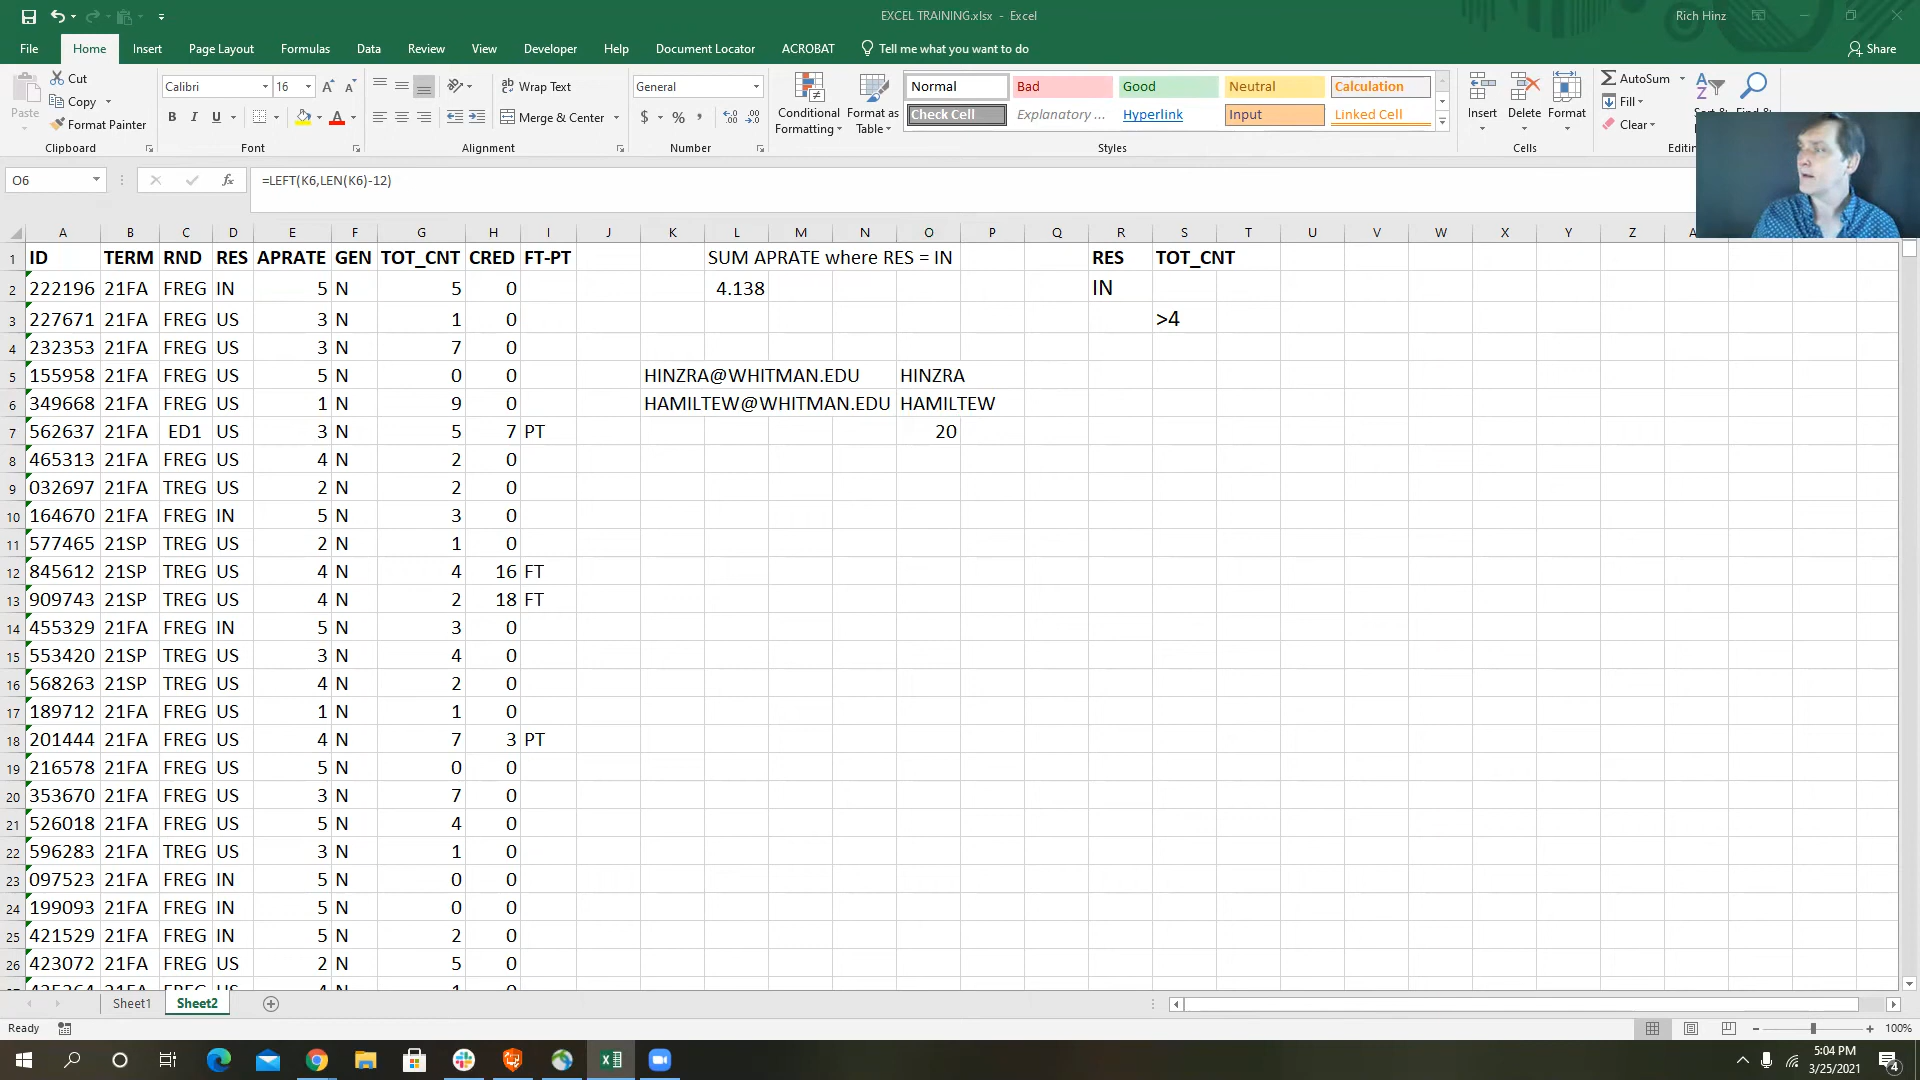 EXCEL TRAINING.xlsx - Excel
Rich Hinz
File Home Insert Page Layout Formulas Data Review View Developer Help Document Locator ACROBAT Tell me what you want to do Share
Paste
Cut
Copy
Format Painter
Clipboard
Calibri 16
B I U
Font
Wrap Text
Merge & Center
Alignment
General
$ % ,
Number
Conditional Formatting
Format as Table
Normal Bad Good Neutral Calculation
Check Cell Explanatory ... Hyperlink Input Linked Cell
Styles
Insert Delete Format
Cells
AutoSum
Fill
Clear
O6 fx =LEFT(K6,LEN(K6)-12)
A B C D E F G H I J K L M N O P Q R S T U V W X Y Z
1 ID TERM RND RES APRATE GEN TOT_CNT CRED FT-PT SUM APRATE where RES = IN RES TOT_CNT
2 222196 21FA FREG IN 5 N 5 0 4.138 IN
3 227671 21FA FREG US 3 N 1 0 >4
4 232353 21FA FREG US 3 N 7 0
5 155958 21FA FREG US 5 N 0 0 HINZRA@WHITMAN.EDU HINZRA
6 349668 21FA FREG US 1 N 9 0 HAMILTEW@WHITMAN.EDU HAMILTEW
7 562637 21FA ED1 US 3 N 5 7 PT 20
8 465313 21FA FREG US 4 N 2 0
9 032697 21FA TREG US 2 N 2 0
10 164670 21FA FREG IN 5 N 3 0
11 577465 21SP TREG US 2 N 1 0
12 845612 21SP TREG US 4 N 4 16 FT
13 909743 21SP TREG US 4 N 2 18 FT
14 455329 21FA FREG IN 5 N 3 0
15 553420 21SP TREG US 3 N 4 0
16 568263 21SP TREG US 4 N 2 0
17 189712 21FA FREG US 1 N 1 0
18 201444 21FA FREG US 4 N 7 3 PT
19 216578 21FA FREG US 5 N 0 0
20 353670 21FA FREG US 3 N 7 0
21 526018 21FA FREG US 5 N 4 0
22 596283 21FA TREG US 3 N 1 0
23 097523 21FA FREG IN 5 N 0 0
24 199093 21FA FREG IN 5 N 0 0
25 421529 21FA FREG IN 5 N 2 0
26 423072 21FA FREG US 2 N 5 0
Sheet1 Sheet2
Ready 100%
5:04 PM
3/25/2021
4